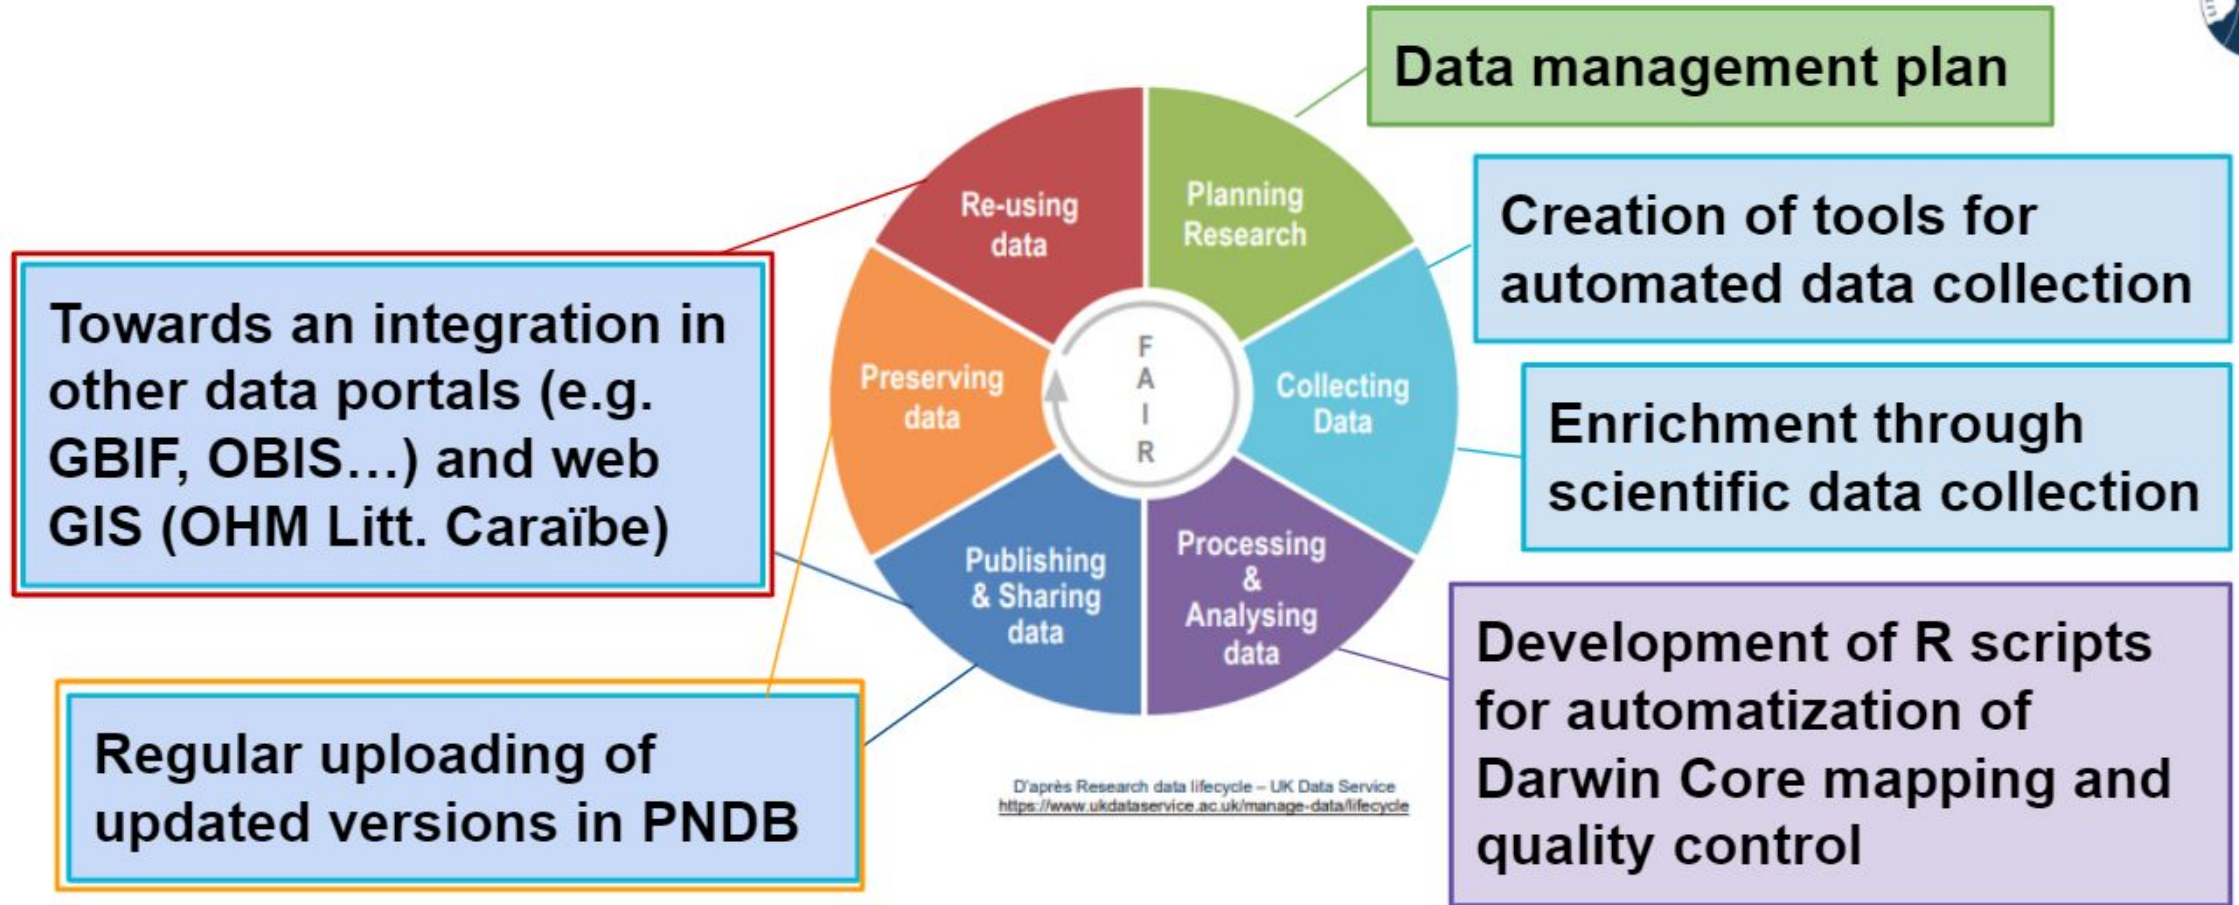 Data management plan
Creation of tools for
automated data collection
Enrichment through
scientific data collection
Development of R scripts
for automatization of
Darwin Core mapping and
quality control
Towards an integration in
other data portals (e.g.
GBIF, OBIS…) and web
GIS (OHM Litt. Caraïbe)
Regular uploading of
updated versions in PNDB
Re-using
data
Planning
Research
Preserving
data
Collecting
Data
Publishing
& Sharing
data
Processing
&
Analysing
data
F
A
I
R
D'après Research data lifecycle – UK Data Service
https://www.ukdataservice.ac.uk/manage-data/lifecycle